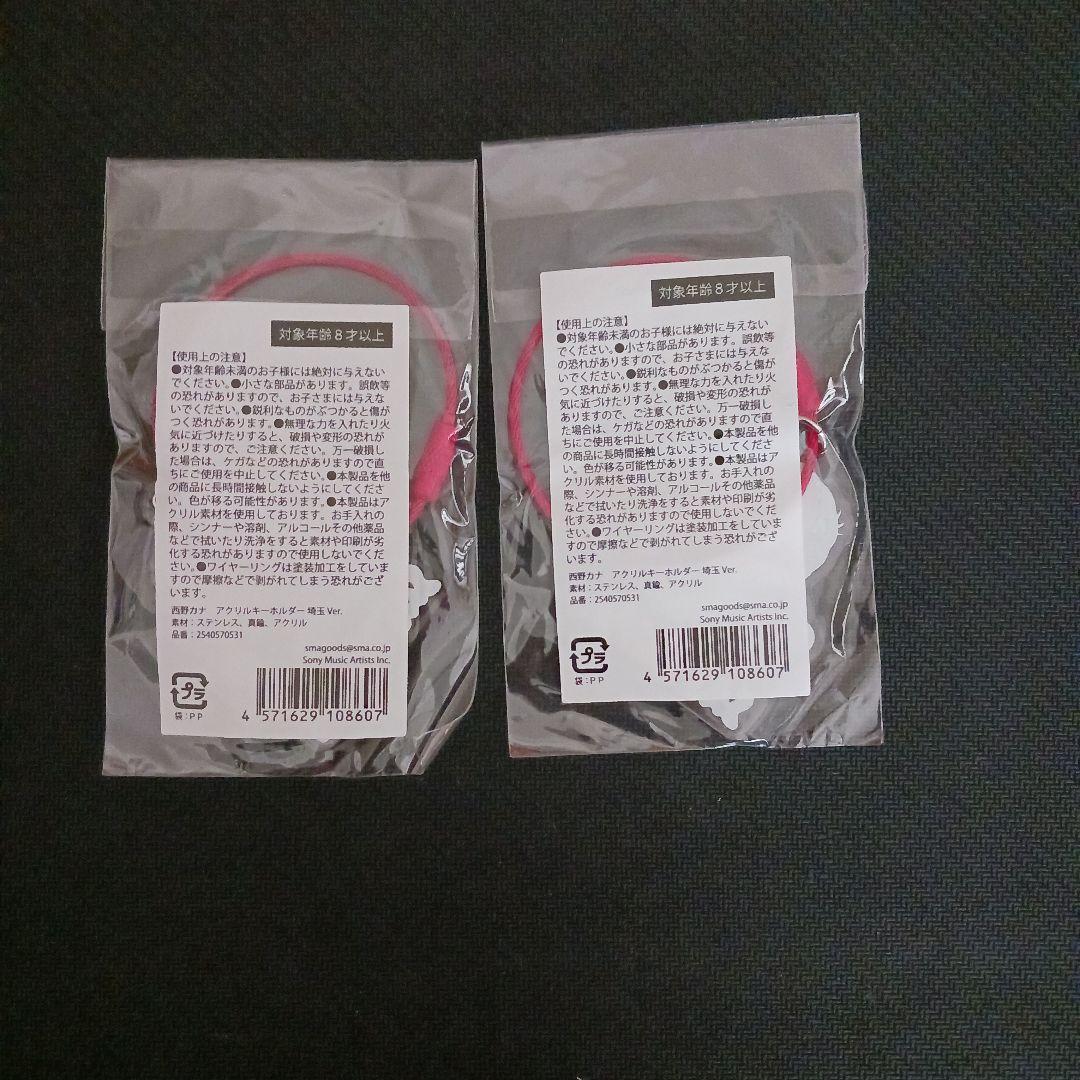 対象年齢8才以上
【使用上の注意】
●対象年齢未満のお子様には絶対に与えない
でください。●小さな部品があります。誤飲等
の恐れがありますので、お子さまには与えな
いでください。●鋭利なものがぶつかると傷が
つく恐れがあります。●無理な力を入れたり火
気に近づけたりすると、破損や変形の恐れが
ありますので、ご注意ください。万一破損し
た場合は、ケガなどの恐れがありますので直
ちにご使用を中止してください。●本製品を他
の商品に長時間接触しないようにしてくださ
い。色が移る可能性があります。●本製品はア
クリル素材を使用しております。お手入れの
際、シンナーや溶剤、アルコールその他薬品
などで拭いたり洗浄をすると素材や印刷が劣
化する恐れがありますので使用しないでくだ
さい。●ワイヤーリングは塗装加工をしていま
すので摩擦などで剥がれてしまう恐れがござ
います。
西野カナ　アクリルキーホルダー 埼玉 Ver.
素材：ステンレス、真鍮、アクリル
品番：2540570531
smagoods@sma.co.jp
Sony Music Artists Inc.
プラ
袋：PP
4 571629 108607
対象年齢8才以上
【使用上の注意】
●対象年齢未満のお子様には絶対に与えない
でください。●小さな部品があります。誤飲等
の恐れがありますので、お子さまには与えな
いでください。●鋭利なものがぶつかると傷が
つく恐れがあります。●無理な力を入れたり火
気に近づけたりすると、破損や変形の恐れが
ありますので、ご注意ください。万一破損し
た場合は、ケガなどの恐れがありますので直
ちにご使用を中止してください。●本製品を他
の商品に長時間接触しないようにしてくださ
い。色が移る可能性があります。●本製品はア
クリル素材を使用しております。お手入れの
際、シンナーや溶剤、アルコールその他薬品
などで拭いたり洗浄をすると素材や印刷が劣
化する恐れがありますので使用しないでくだ
さい。●ワイヤーリングは塗装加工をしていま
すので摩擦などで剥がれてしまう恐れがござ
います。
西野カナ　アクリルキーホルダー 埼玉 Ver.
素材：ステンレス、真鍮、アクリル
品番：2540570531
smagoods@sma.co.jp
Sony Music Artists Inc.
プラ
袋：PP
4 571629 108607